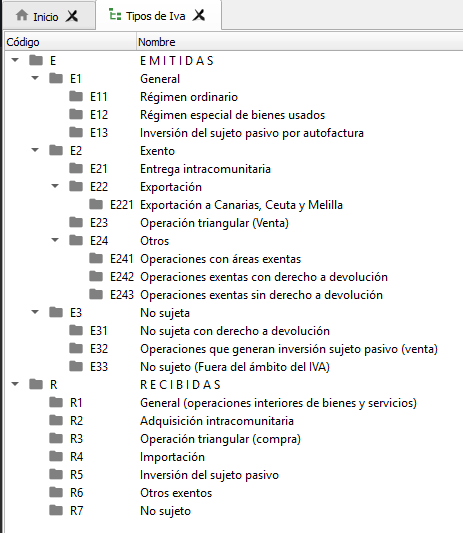 Inicio Tipos de Iva
Código Nombre
E E M I T I D A S
E1 General
E11 Régimen ordinario
E12 Régimen especial de bienes usados
E13 Inversión del sujeto pasivo por autofactura
E2 Exento
E21 Entrega intracomunitaria
E22 Exportación
E221 Exportación a Canarias, Ceuta y Melilla
E23 Operación triangular (Venta)
E24 Otros
E241 Operaciones con áreas exentas
E242 Operaciones exentas con derecho a devolución
E243 Operaciones exentas sin derecho a devolución
E3 No sujeta
E31 No sujeta con derecho a devolución
E32 Operaciones que generan inversión sujeto pasivo (venta)
E33 No sujeto (Fuera del ámbito del IVA)
R R E C I B I D A S
R1 General (operaciones interiores de bienes y servicios)
R2 Adquisición intracomunitaria
R3 Operación triangular (compra)
R4 Importación
R5 Inversión del sujeto pasivo
R6 Otros exentos
R7 No sujeto